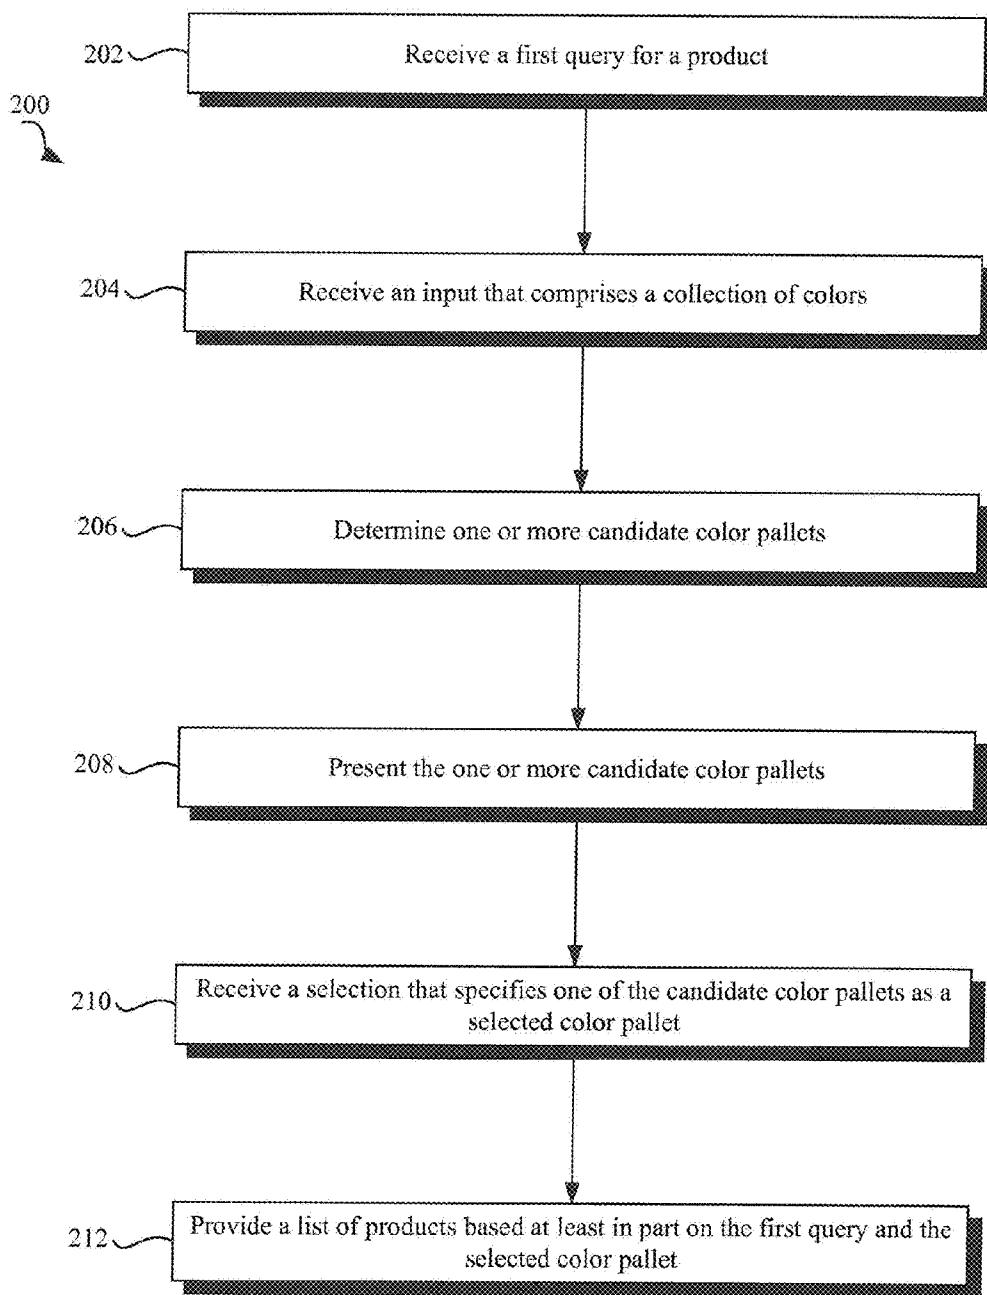 202
Receive a first query for a product
200
204
Receive an input that comprises a collection of colors
206
Determine one or more candidate color pallets
208
Present the one or more candidate color pallets
210
Receive a selection that specifies one of the candidate color pallets as a
selected color pallet
212
Provide a list of products based at least in part on the first query and the
selected color pallet